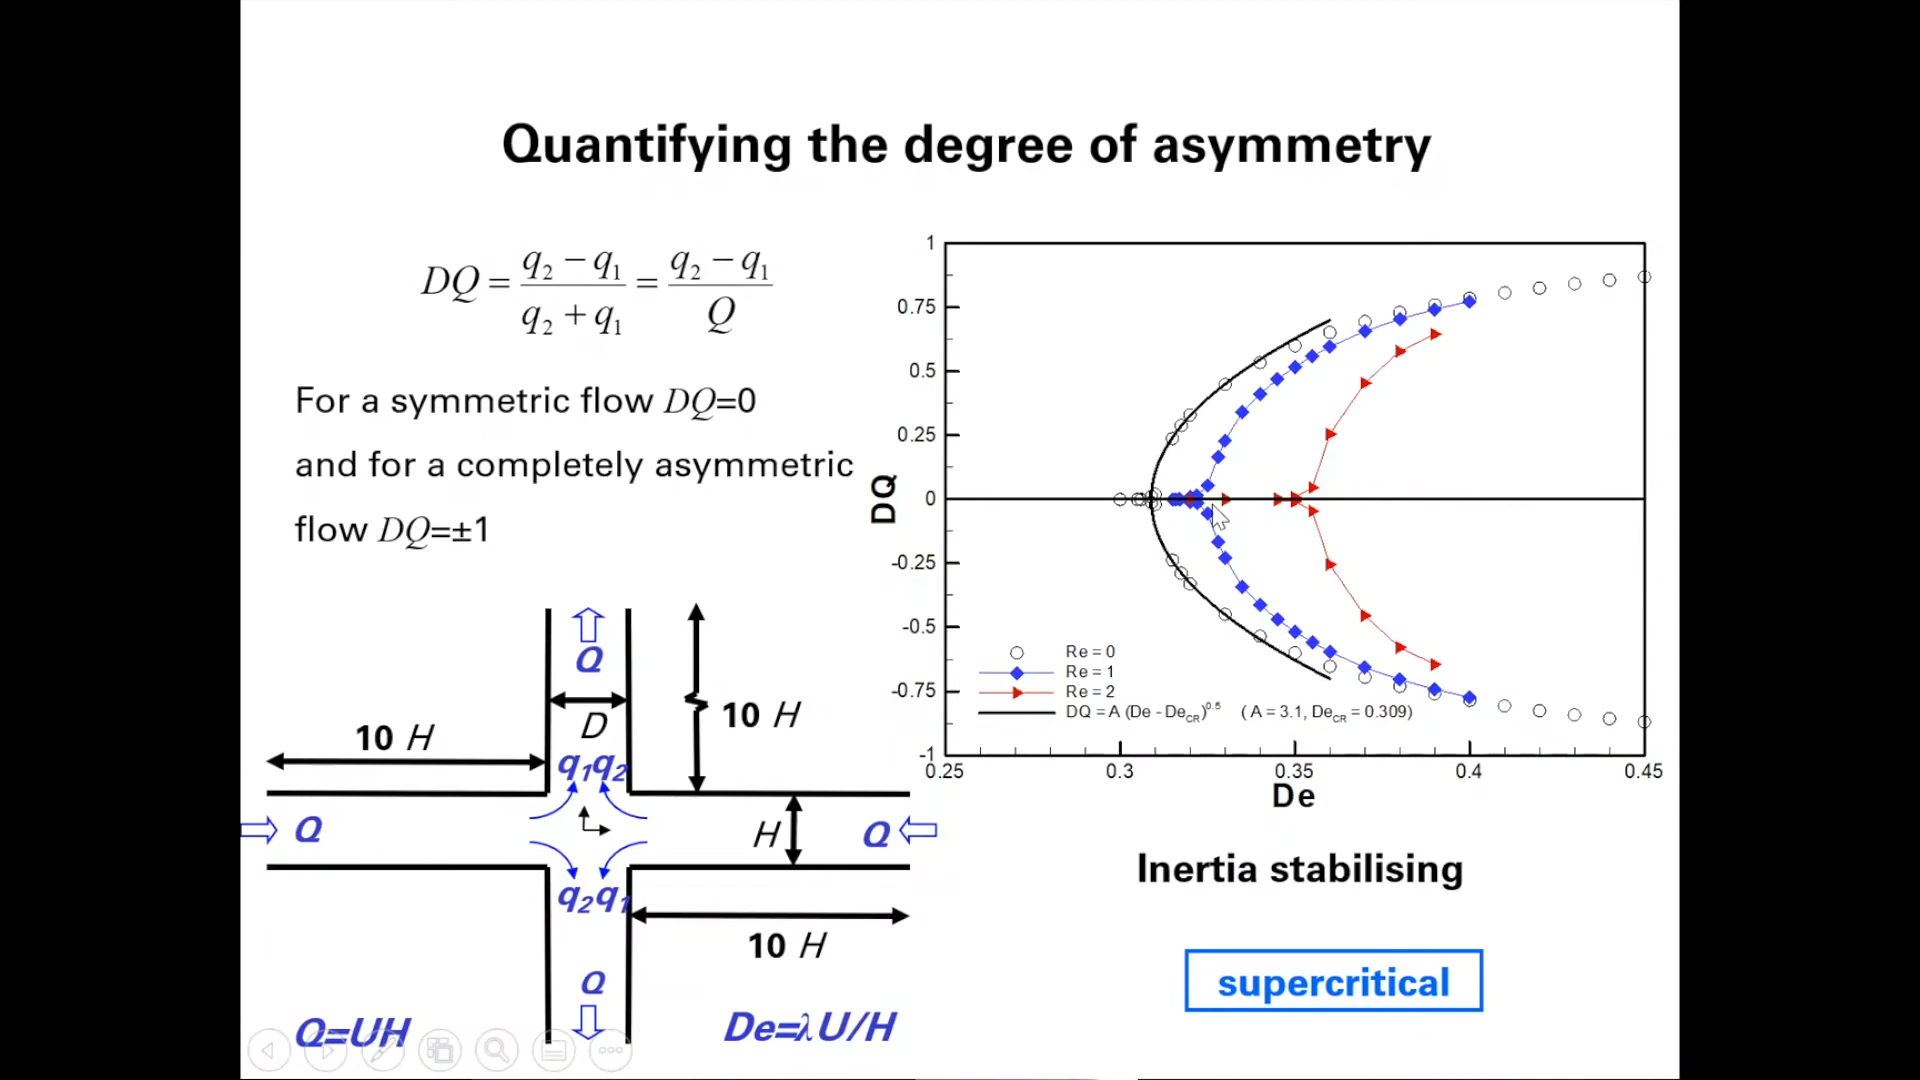 Quantifying the degree of asymmetry
DQ = (q₂ − q₁)/(q₂ + q₁) = (q₂ − q₁)/Q
For a symmetric flow DQ=0
and for a completely asymmetric
flow DQ=±1
Q
D
10 H
10 H
q₁q₂
Q
H
Q
q₂q₁
10 H
Q
Q=UH
De=λU/H
1
0.75
0.5
0.25
0
-0.25
-0.5
-0.75
-1
DQ
Re = 0
Re = 1
Re = 2
DQ = A (De - De_CR)^0.5 ( A = 3.1, De_CR = 0.309)
0.25
0.3
0.35
0.4
0.45
De
Inertia stabilising
supercritical